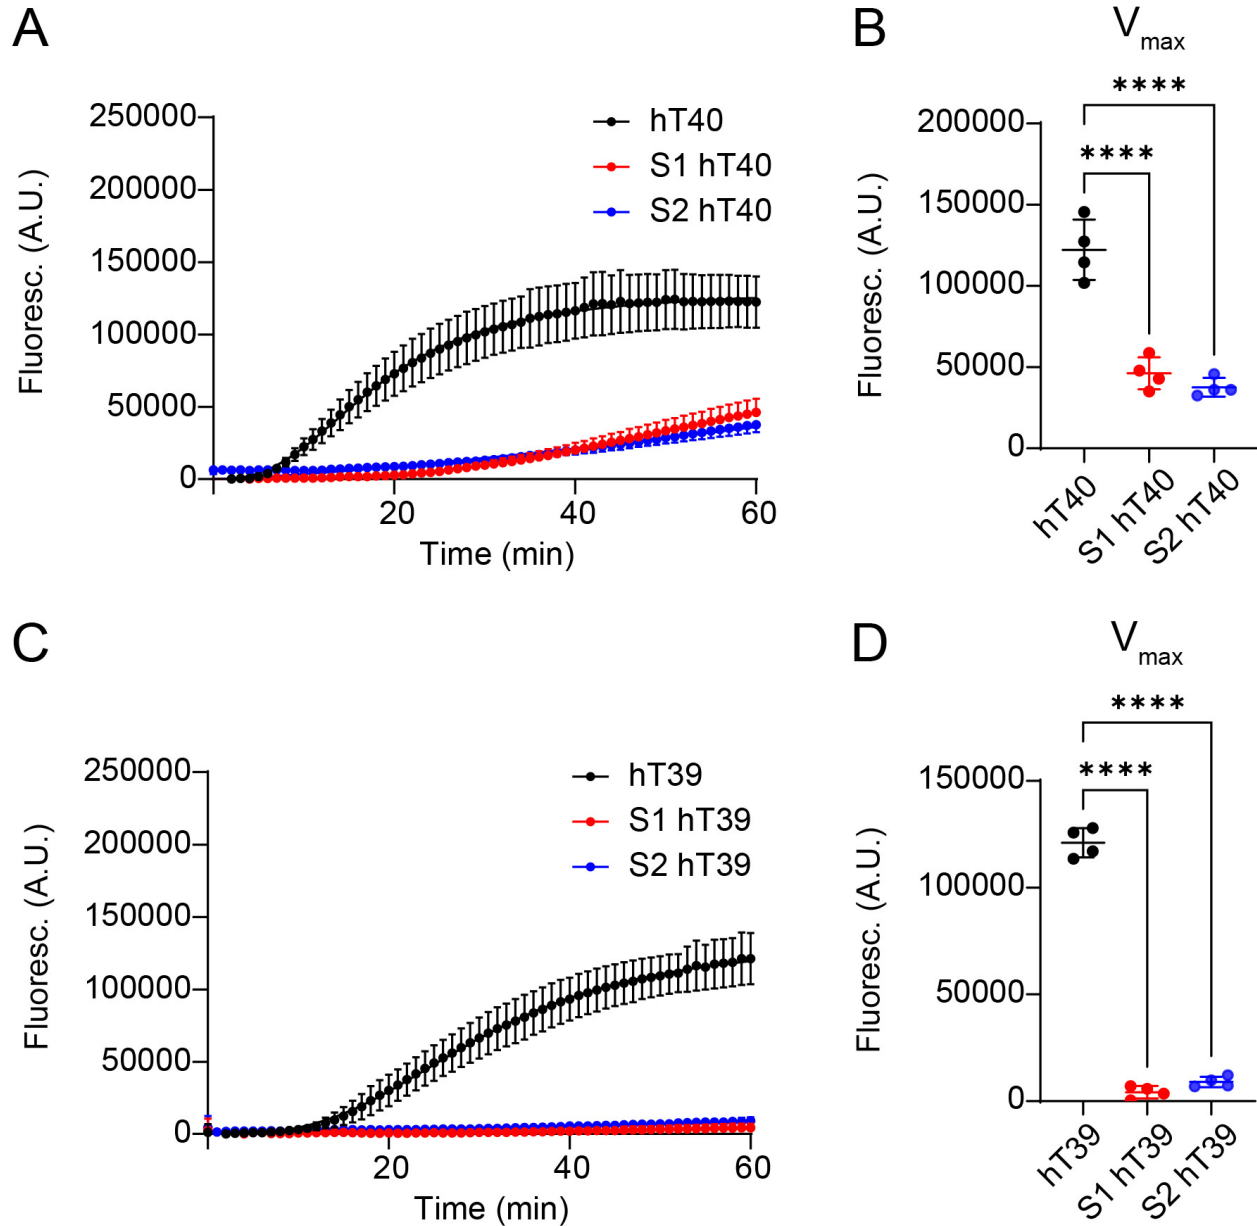 A
250000
200000
150000
100000
50000
0
Fluoresc. (A.U.)
20
40
60
Time (min)
hT40
S1 hT40
S2 hT40
B
Vmax
****
****
200000
150000
100000
50000
0
Fluoresc. (A.U.)
hT40
S1 hT40
S2 hT40
C
250000
200000
150000
100000
50000
0
Fluoresc. (A.U.)
20
40
60
Time (min)
hT39
S1 hT39
S2 hT39
D
Vmax
****
****
150000
100000
50000
0
Fluoresc. (A.U.)
hT39
S1 hT39
S2 hT39